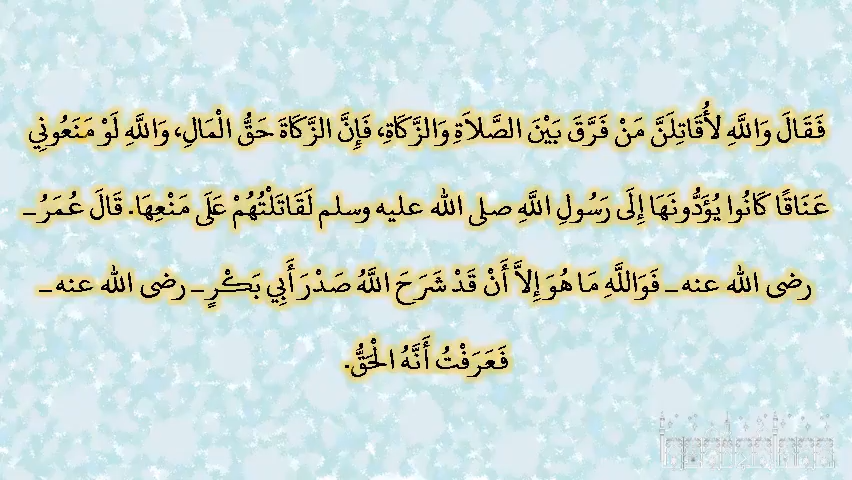 فَقَالَ وَاللَّهِ لأُقَاتِلَنَّ مَنْ فَرَّقَ بَيْنَ الصَّلاَةِ وَالزَّكَاةِ، فَإِنَّ الزَّكَاةَ حَقُّ الْمَالِ، وَاللَّهِ لَوْ مَنَعُونِي
عَنَاقًا كَانُوا يُؤَدُّونَهَا إِلَى رَسُولِ اللَّهِ صلى الله عليه وسلم لَقَاتَلْتُهُمْ عَلَى مَنْعِهَا. قَالَ عُمَرُ ـ
رضى الله عنه ـ فَوَاللَّهِ مَا هُوَ إِلاَّ أَنْ قَدْ شَرَحَ اللَّهُ صَدْرَ أَبِي بَكْرٍ ـ رضى الله عنه ـ
فَعَرَفْتُ أَنَّهُ الْحَقُّ.